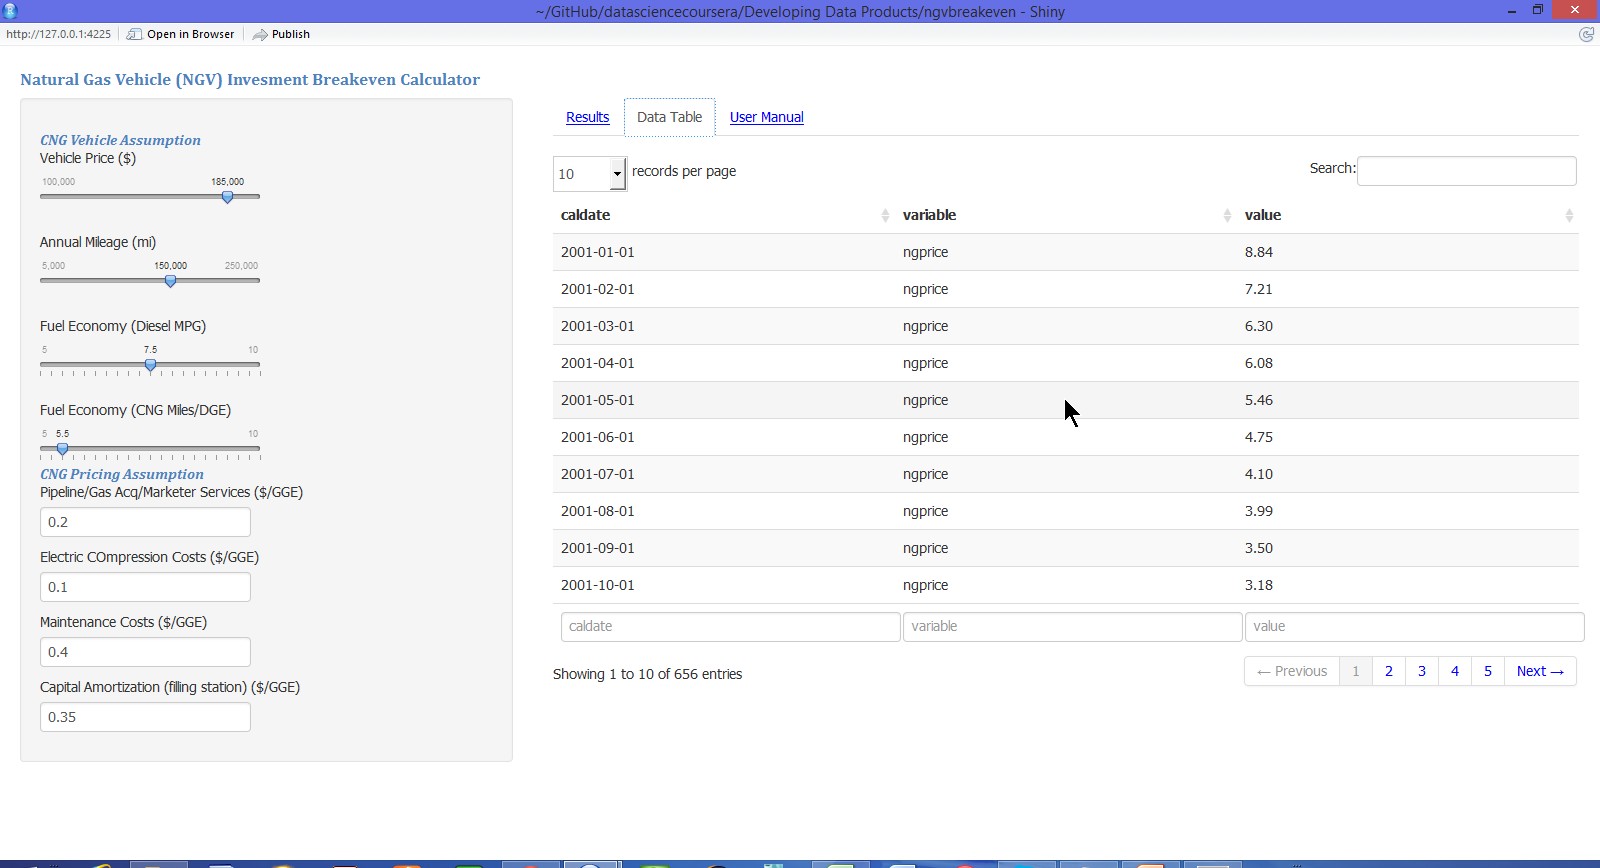 ~/GitHub/datasciencecoursera/Developing Data Products/ngvbreakeven - Shiny
http://127.0.0.1:4225 Open in Browser Publish
Natural Gas Vehicle (NGV) Invesment Breakeven Calculator
CNG Vehicle Assumption
Vehicle Price ($)
100,000 185,000
Annual Mileage (mi)
5,000 150,000 250,000
Fuel Economy (Diesel MPG)
5 7.5 10
Fuel Economy (CNG Miles/DGE)
5 5.5 10
CNG Pricing Assumption
Pipeline/Gas Acq/Marketer Services ($/GGE)
0.2
Electric COmpression Costs ($/GGE)
0.1
Maintenance Costs ($/GGE)
0.4
Capital Amortization (filling station) ($/GGE)
0.35
Results Data Table User Manual
10 records per page Search:
caldate variable value
2001-01-01 ngprice 8.84
2001-02-01 ngprice 7.21
2001-03-01 ngprice 6.30
2001-04-01 ngprice 6.08
2001-05-01 ngprice 5.46
2001-06-01 ngprice 4.75
2001-07-01 ngprice 4.10
2001-08-01 ngprice 3.99
2001-09-01 ngprice 3.50
2001-10-01 ngprice 3.18
caldate variable value
Showing 1 to 10 of 656 entries ← Previous 1 2 3 4 5 Next →